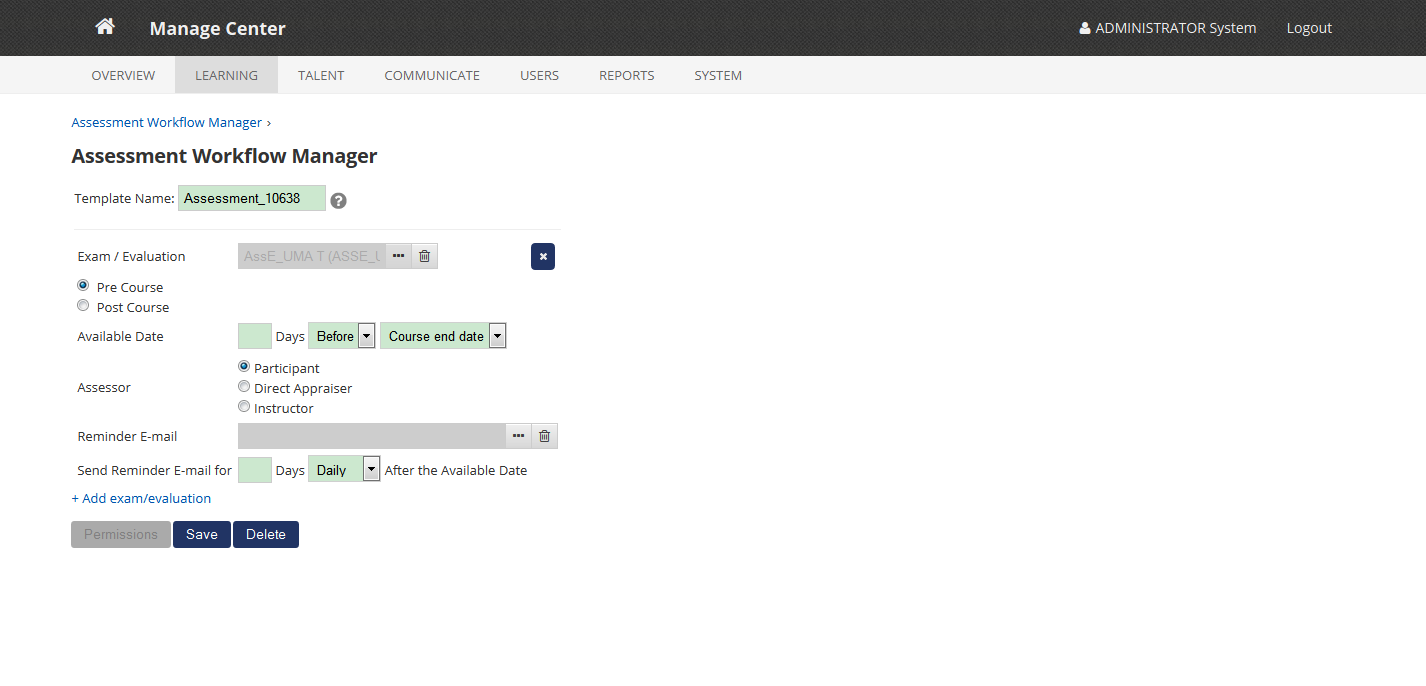 Manage Center
ADMINISTRATOR System Logout
OVERVIEW LEARNING TALENT COMMUNICATE USERS REPORTS SYSTEM
Assessment Workflow Manager ›
Assessment Workflow Manager
Template Name: Assessment_10638 ?
Exam / Evaluation AssE_UMA T (ASSE_U
Pre Course
Post Course
Available Date Days Before Course end date
Participant
Assessor Direct Appraiser
Instructor
Reminder E-mail
Send Reminder E-mail for Days Daily After the Available Date
+ Add exam/evaluation
Permissions Save Delete